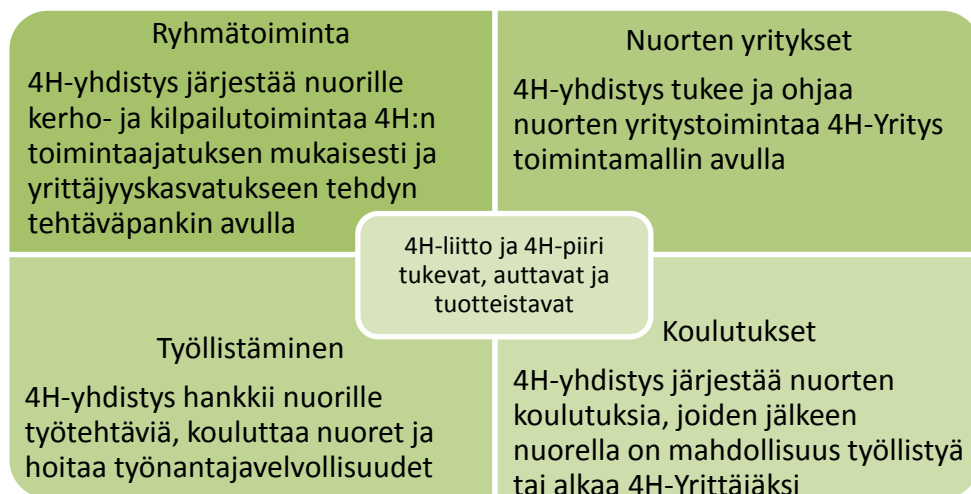 Ryhmätoiminta
4H-yhdistys järjestää nuorille
kerho- ja kilpailutoimintaa 4H:n
toimintaajatuksen mukaisesti ja
yrittäjyyskasvatukseen tehdyn
tehtäväpankin avulla
Nuorten yritykset
4H-yhdistys tukee ja ohjaa
nuorten yritystoimintaa 4H-Yritys
toimintamallin avulla
4H-liitto ja 4H-piiri
tukevat, auttavat ja
tuotteistavat
Työllistäminen
4H-yhdistys hankkii nuorille
työtehtäviä, kouluttaa nuoret ja
hoitaa työnantajavelvollisuudet
Koulutukset
4H-yhdistys järjestää nuorten
koulutuksia, joiden jälkeen
nuorella on mahdollisuus työllistyä
tai alkaa 4H-Yrittäjäksi